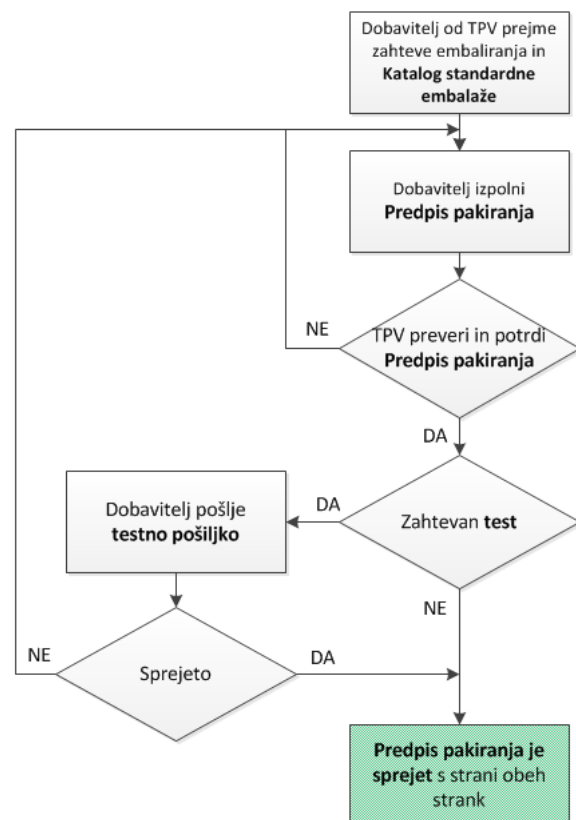 Dobavitelj od TPV prejme
zahteve embaliranja in
Katalog standardne
embalaže
Dobavitelj izpolni
Predpis pakiranja
NE
TPV preveri in potrdi
Predpis pakiranja
DA
Dobavitelj pošlje
testno pošiljko
DA
Zahtevan test
NE
NE
Sprejeto
DA
Predpis pakiranja je
sprejet s strani obeh
strank